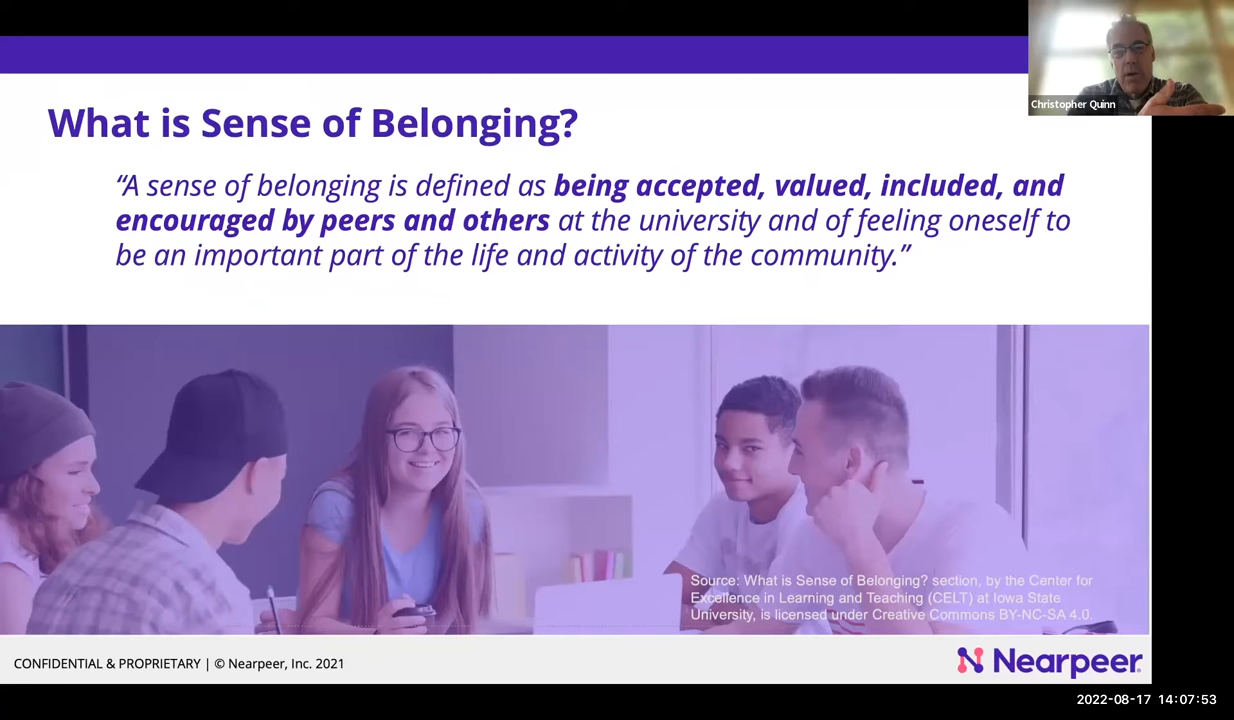 Christopher Quinn
What is Sense of Belonging?
“A sense of belonging is defined as being accepted, valued, included, and
encouraged by peers and others at the university and of feeling oneself to
be an important part of the life and activity of the community.”
Source: What is Sense of Belonging? section, by the Center for
Excellence in Learning and Teaching (CELT) at Iowa State
University, is licensed under Creative Commons BY-NC-SA 4.0.
CONFIDENTIAL & PROPRIETARY | © Nearpeer, Inc. 2021
Nearpeer
2022-08-17 14:07:53